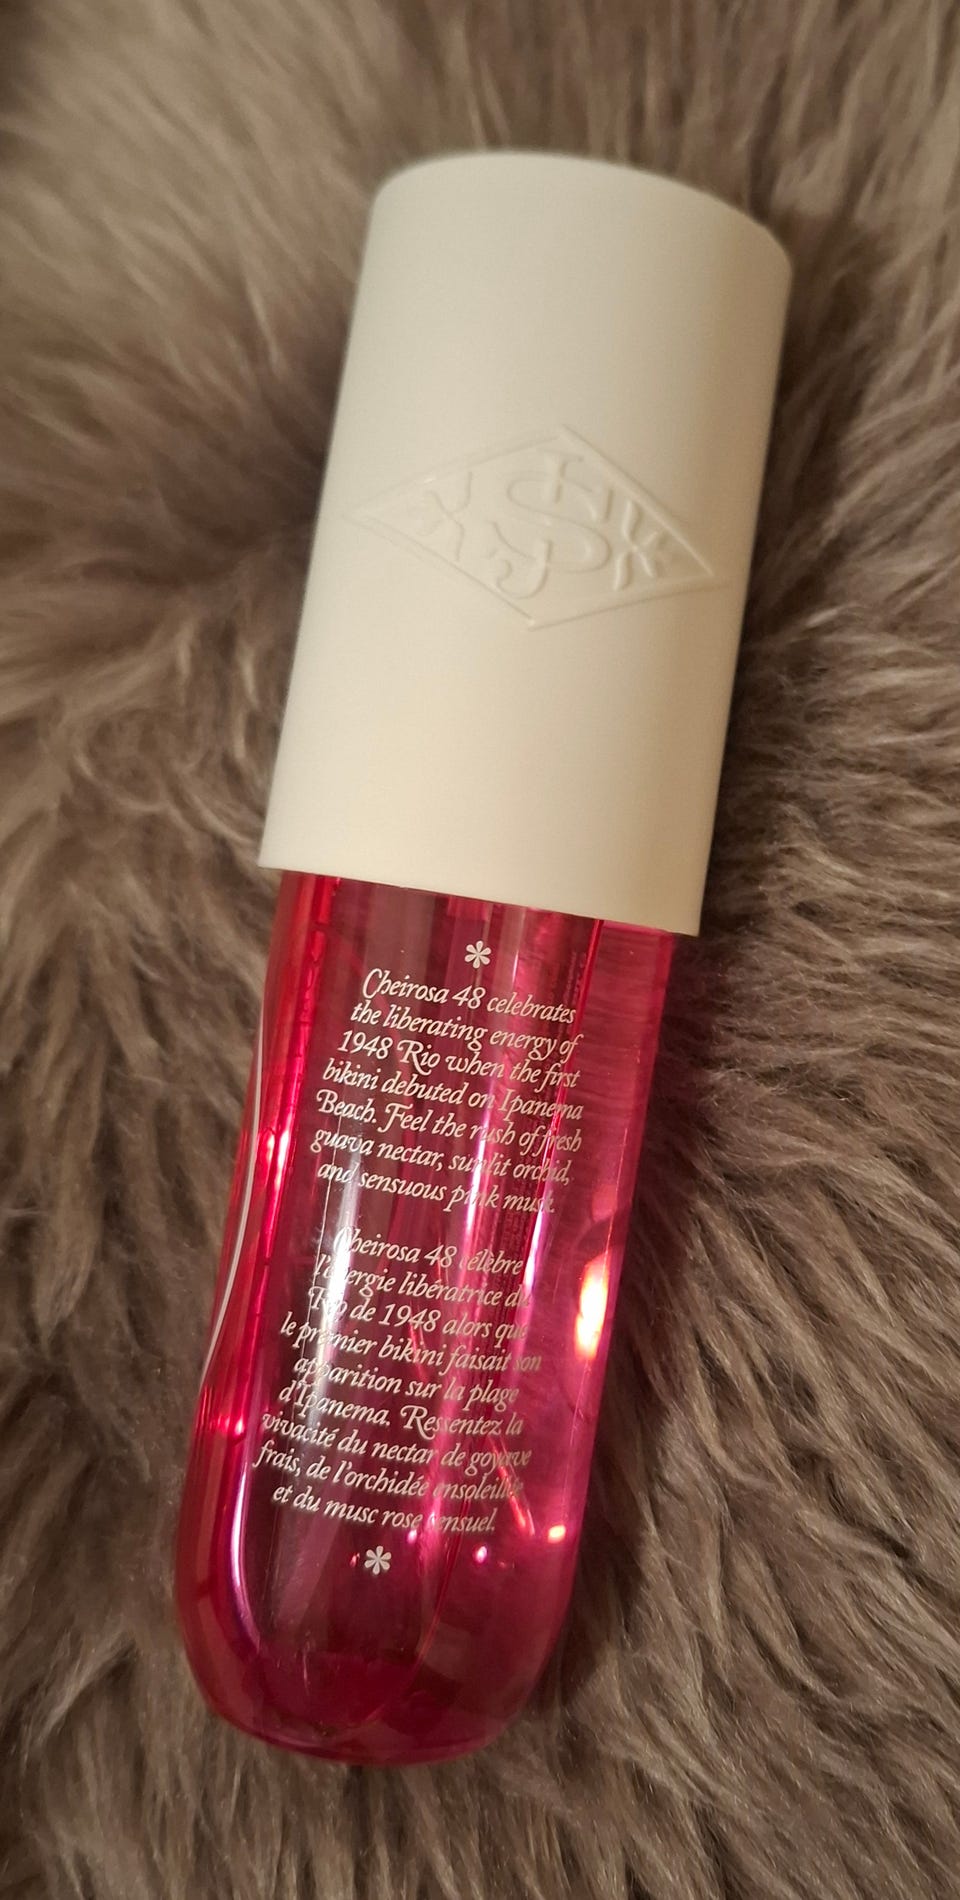 SJ
Cheirosa 48 celebrates
the liberating energy of
1948 Rio when the first
bikini debuted on Ipanema
Beach. Feel the rush of fresh
guava nectar, sunlit orchid,
and sensuous pink musk.
Cheirosa 48 célèbre
l'énergie libératrice du
Rio de 1948 alors que
le premier bikini faisait son
apparition sur la plage
d'Ipanema. Ressentez la
vivacité du nectar de goyave
frais, de l'orchidée ensoleillée
et du musc rose sensuel.